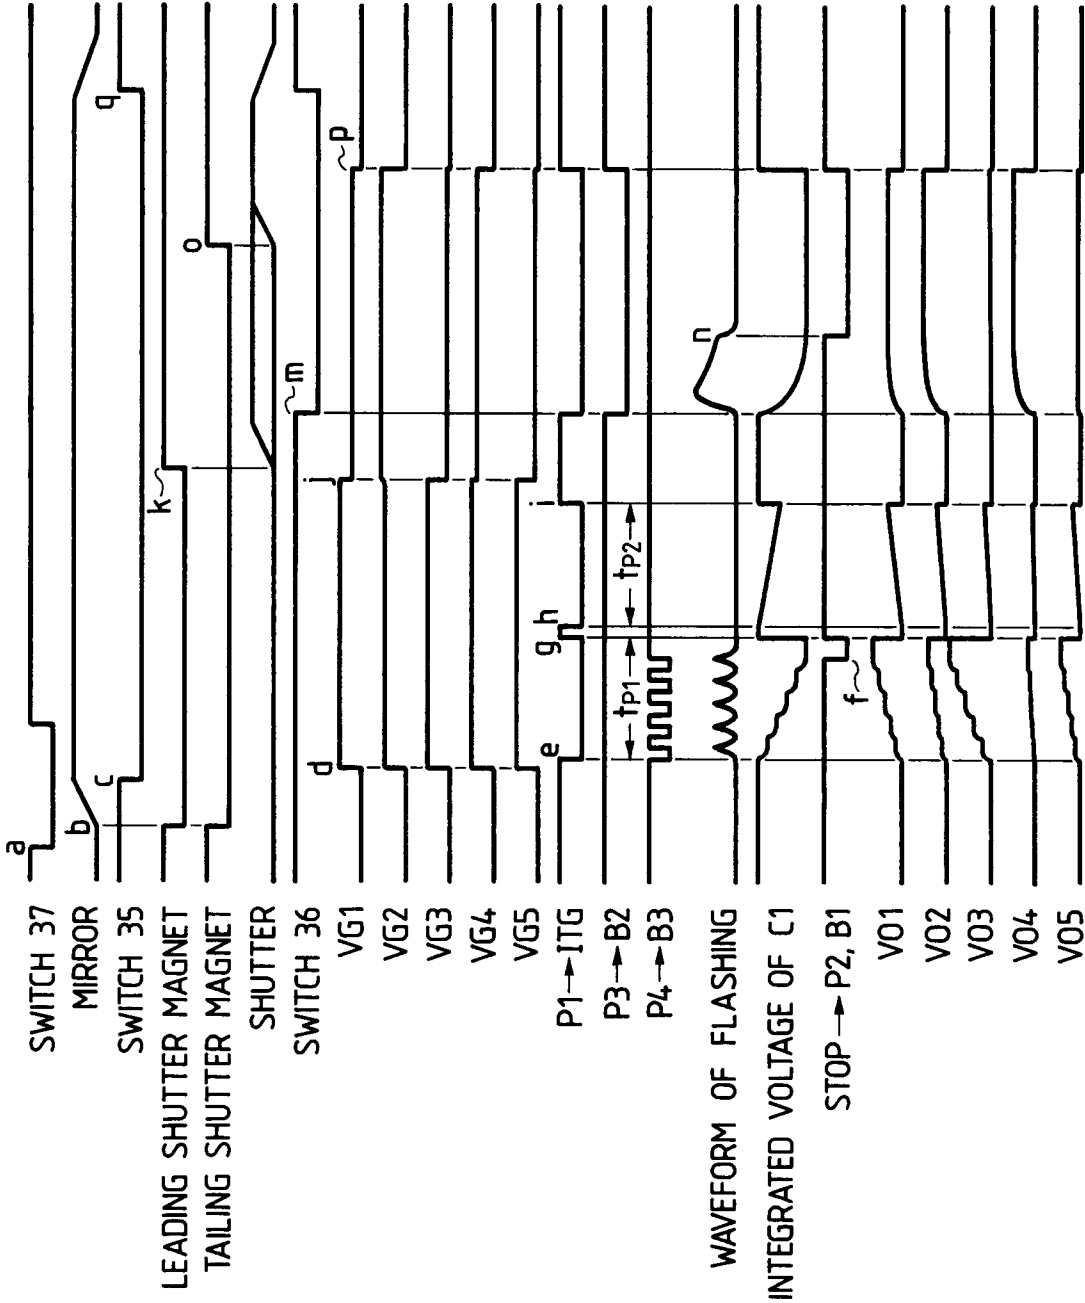 SWITCH 37
a
MIRROR
b
SWITCH 35
c
q
LEADING SHUTTER MAGNET
k
TAILING SHUTTER MAGNET
o
SHUTTER
SWITCH 36
m
VG1
d
j
p
VG2
VG3
VG4
VG5
P1→ITG
e
g
h
i
P3→B2
tP1
tP2
P4→B3
WAVEFORM OF FLASHING
n
INTEGRATED VOLTAGE OF C1
STOP→P2, B1
f
VO1
VO2
VO3
VO4
VO5